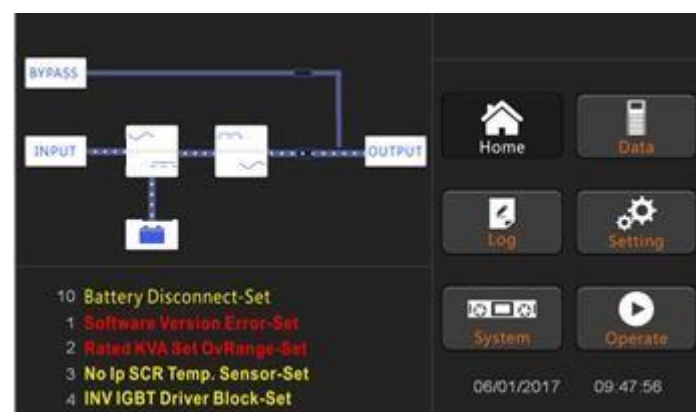 BYPASS
INPUT
OUTPUT
Home
Data
Log
Setting
System
Operate
10 Battery Disconnect-Set
1 Software Version Error-Set
2 Rated KVA Set OvRange-Set
3 No Ip SCR Temp. Sensor-Set
4 INV IGBT Driver Block-Set
06/01/2017 09:47:56